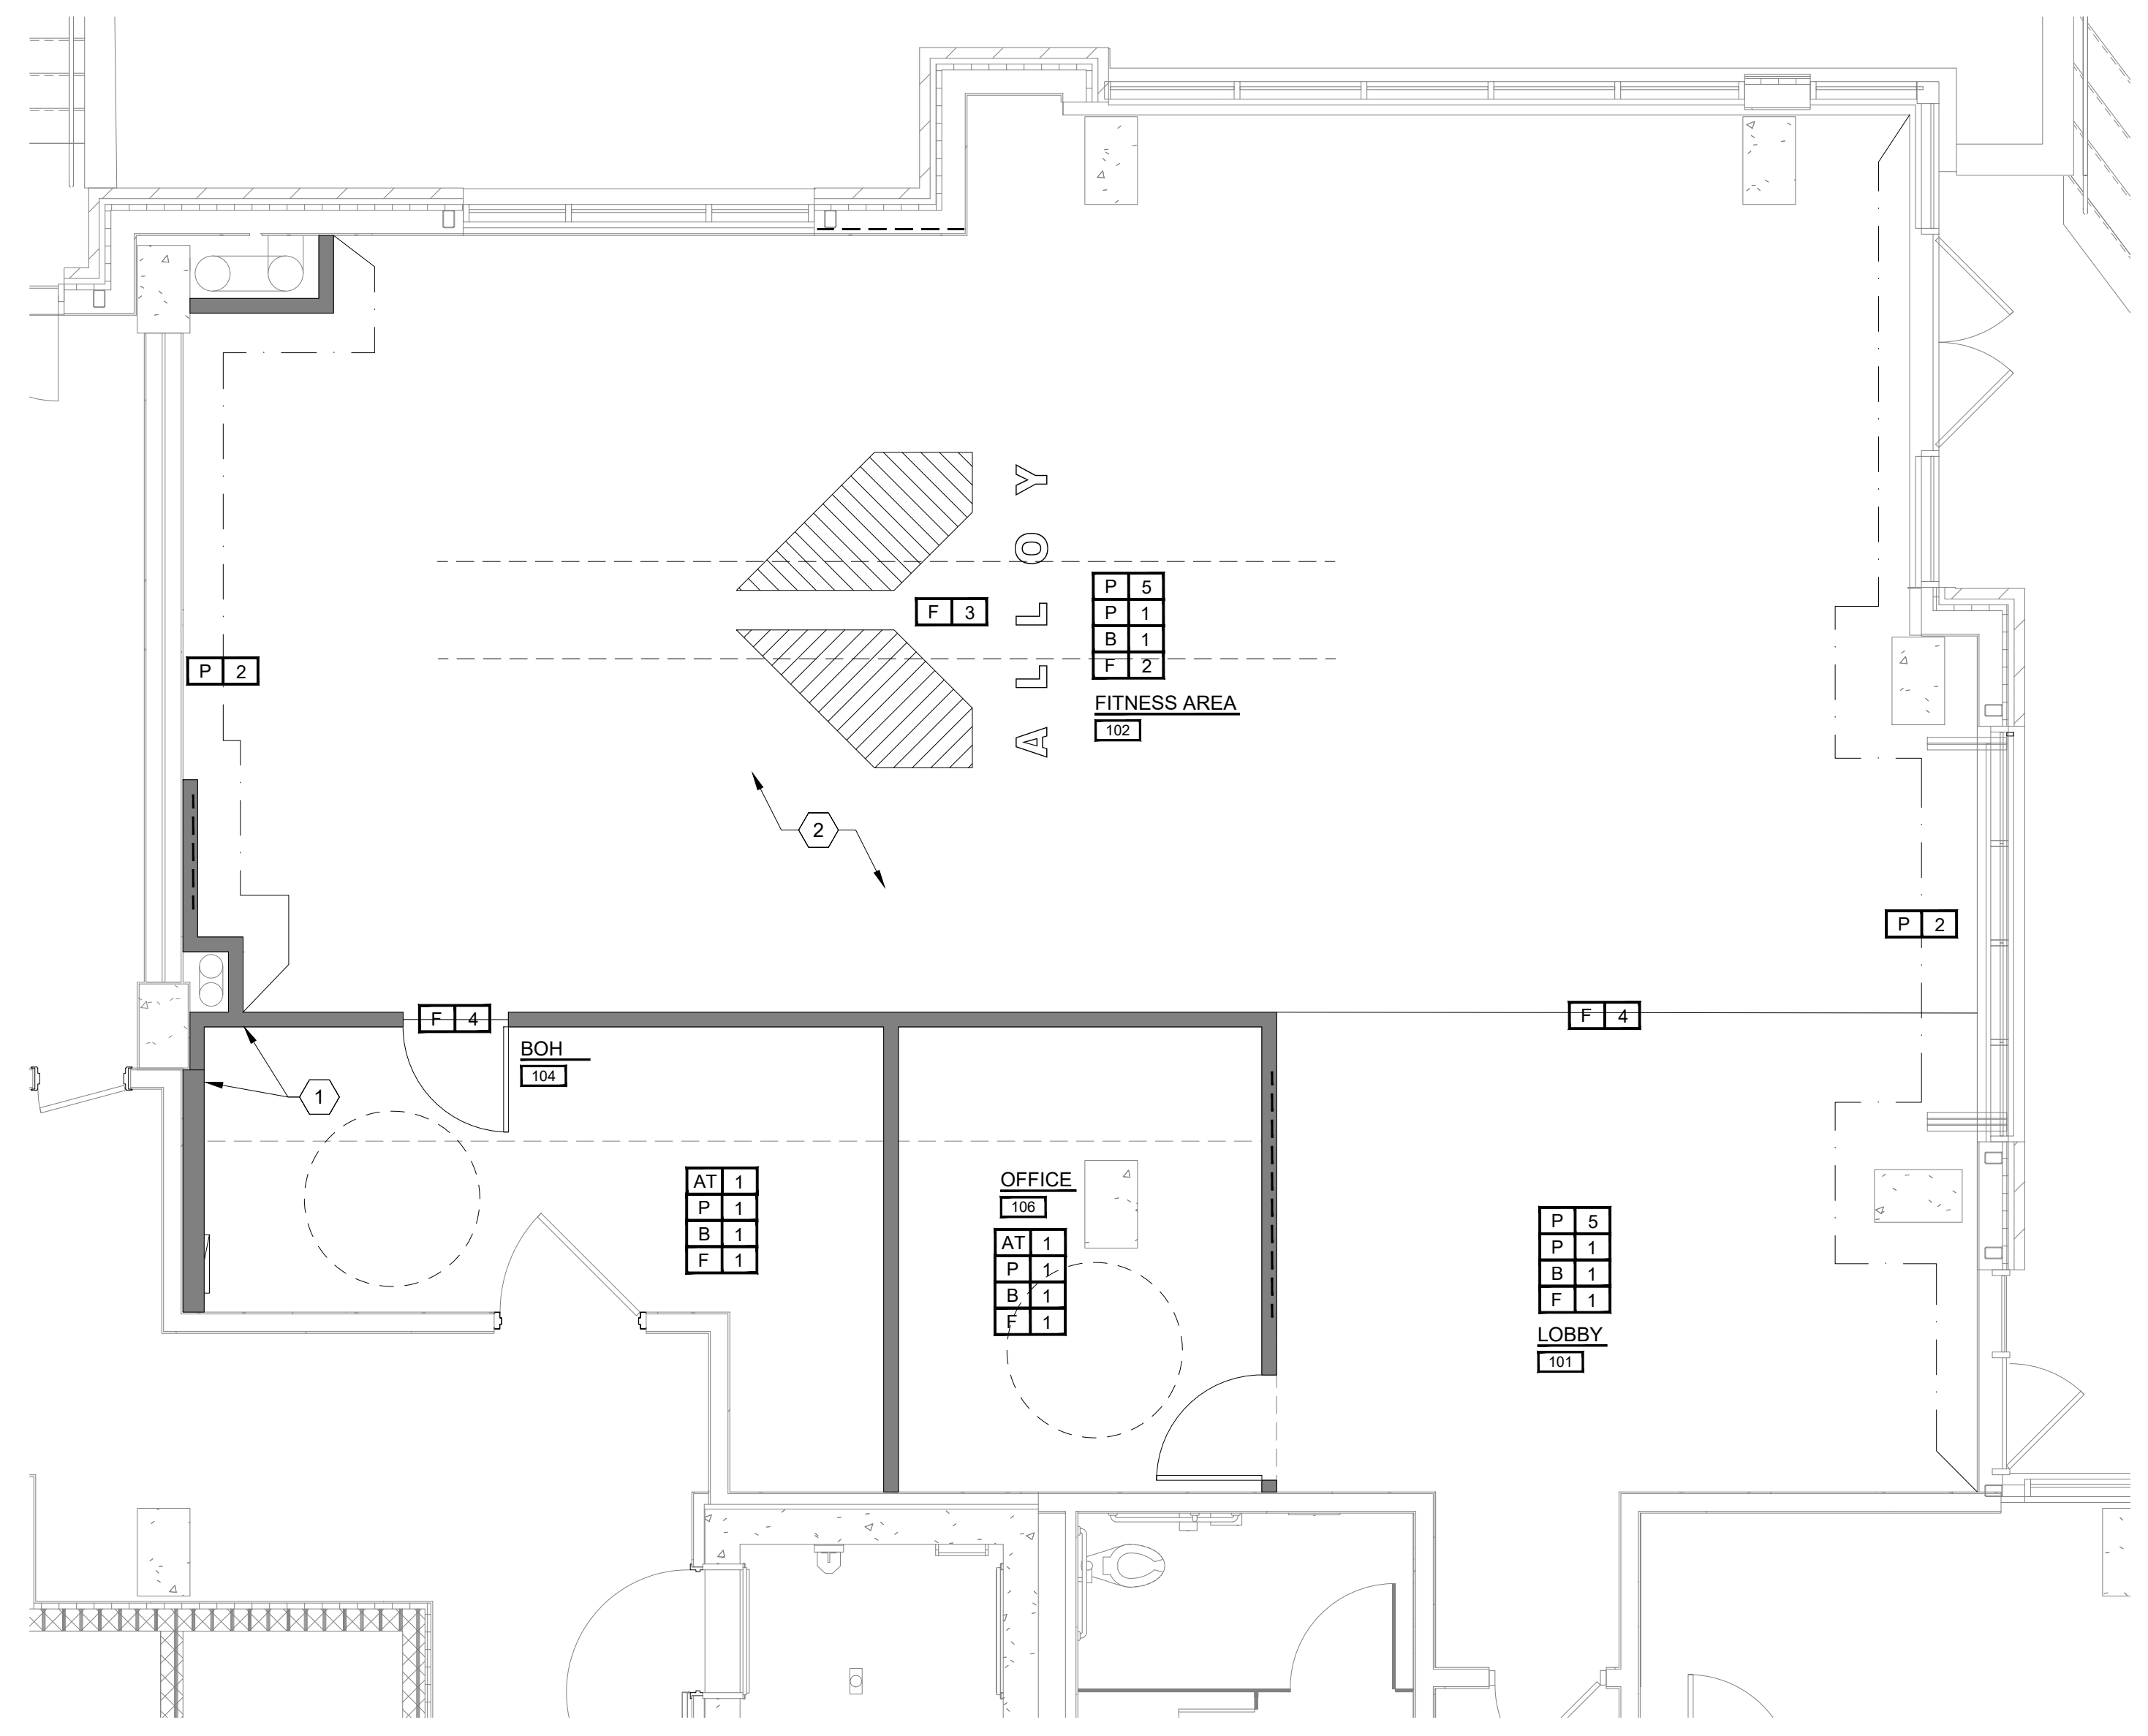 ALLOY
P 5
P 1
B 1
F 2
F 3
FITNESS AREA
102
P 2
2
P 2
F 4
F 4
BOH
104
1
AT 1
P 1
B 1
F 1
OFFICE
106
AT 1
P 1
B 1
F 1
P 5
P 1
B 1
F 1
LOBBY
101